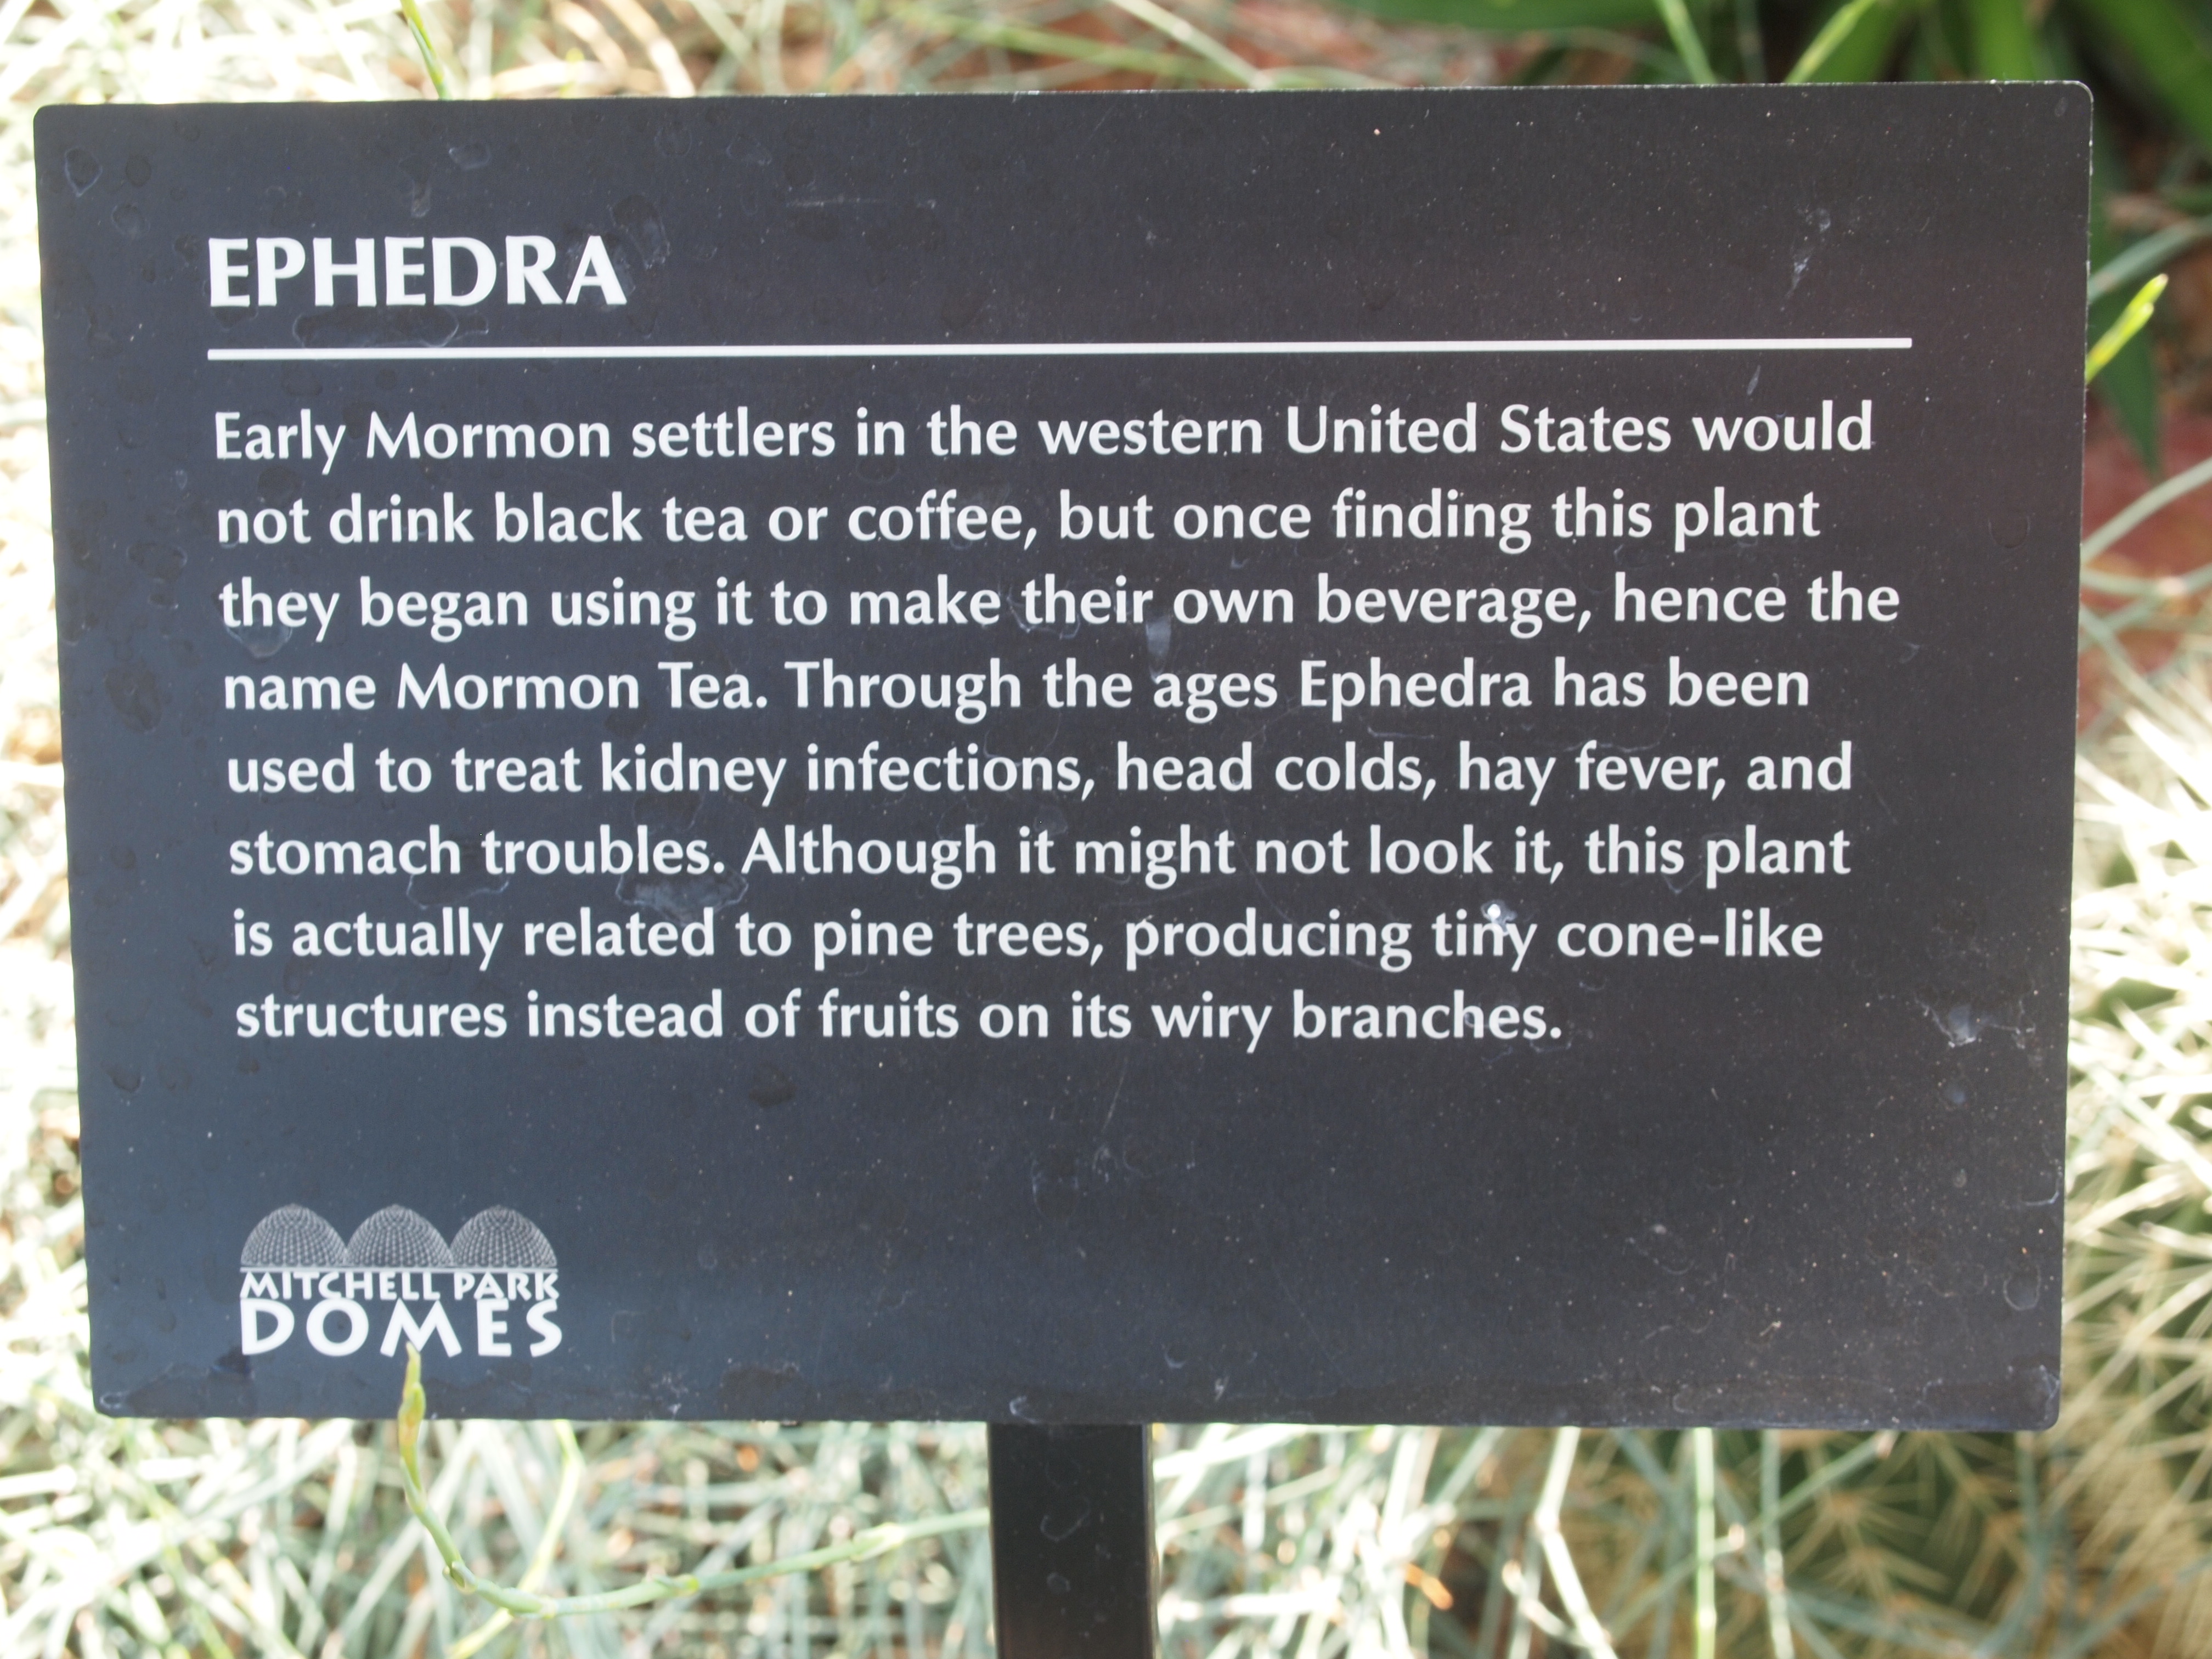 EPHEDRA
Early Mormon settlers in the western United States would
not drink black tea or coffee, but once finding this plant
they began using it to make their own beverage, hence the
name Mormon Tea. Through the ages Ephedra has been
used to treat kidney infections, head colds, hay fever, and
stomach troubles. Although it might not look it, this plant
is actually related to pine trees, producing tiny cone-like
structures instead of fruits on its wiry branches.
MITCHELL PARK
DOMES